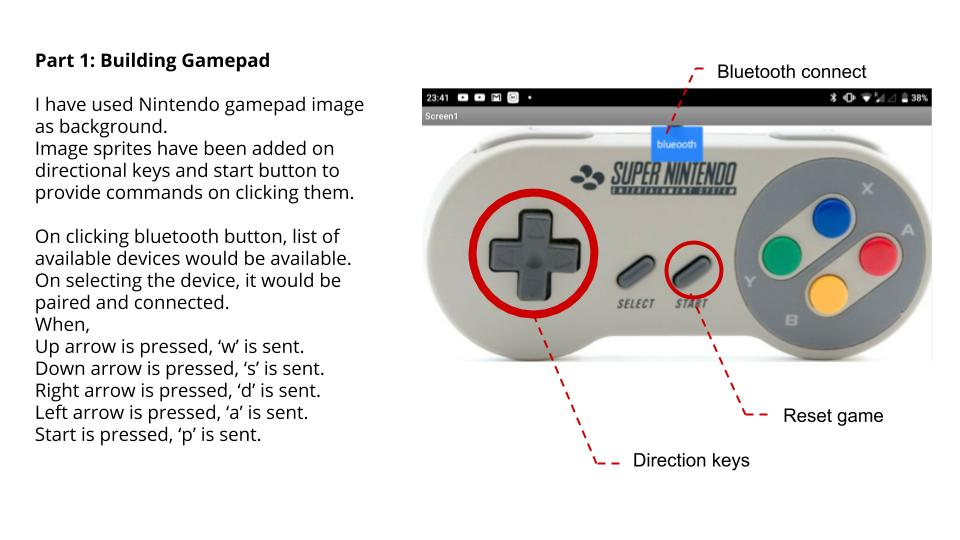 Part 1: Building Gamepad
I have used Nintendo gamepad image
as background.
Image sprites have been added on
directional keys and start button to
provide commands on clicking them.
On clicking bluetooth button, list of
available devices would be available.
On selecting the device, it would be
paired and connected.
When,
Up arrow is pressed, ‘w’ is sent.
Down arrow is pressed, ‘s’ is sent.
Right arrow is pressed, ‘d’ is sent.
Left arrow is pressed, ‘a’ is sent.
Start is pressed, ‘p’ is sent.
Bluetooth connect
23:41
38%
Screen1
blueooth
SUPER NINTENDO
ENTERTAINMENT SYSTEM
X
A
Y
B
SELECT
START
Reset game
Direction keys